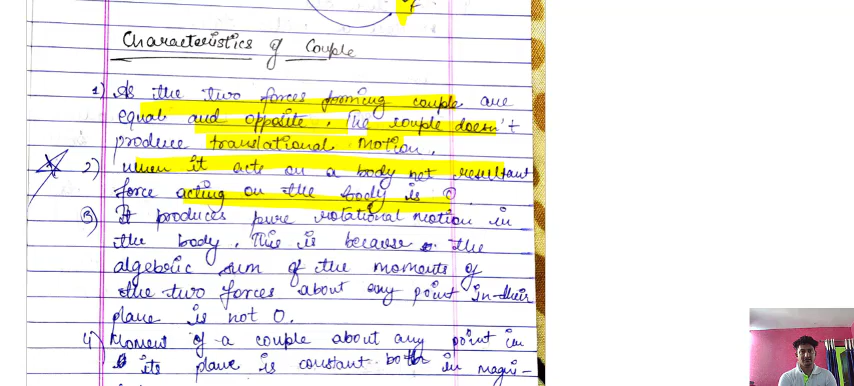 Characteristics of Couple
1) As the two forces forming couple are
equal and opposite. The couple doesn't
produce translational motion.
2) when it acts on a body net resultant
force acting on the body is 0.
3) It produces pure rotational motion in
the body. This is because the
algebolic sum of the moments of
the two forces about any point in their
plane is not 0.
4) Moment of a couple about any point in
its plane is constant both in magni-